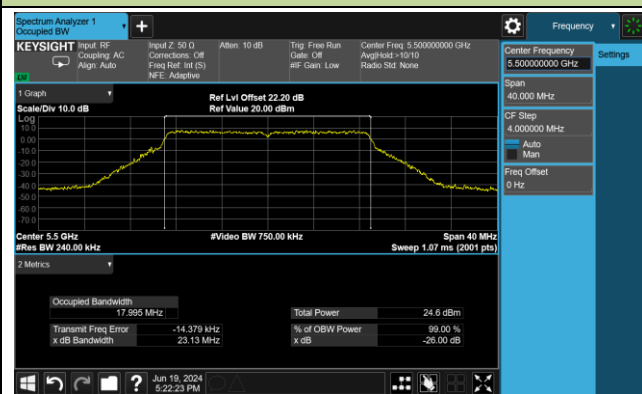 Spectrum Analyzer 1
Occupied BW
Frequency
KEYSIGHT
Input: RF
Coupling: AC
Align: Auto
Input Z: 50 Ω
Corrections: Off
Freq Ref: Int (S)
NFE: Adaptive
Atten: 10 dB
Trig: Free Run
Gate: Off
#IF Gain: Low
Center Freq: 5.500000000 GHz
Avg|Hold:>10/10
Radio Std: None
LXI
Center Frequency
5.500000000 GHz
Settings
Span
40.000 MHz
CF Step
4.000000 MHz
Auto
Man
Freq Offset
0 Hz
1 Graph
Scale/Div 10.0 dB
Ref Lvl Offset 22.20 dB
Ref Value 20.00 dBm
Log
10.0
0.00
-10.0
-20.0
-30.0
-40.0
-50.0
-60.0
-70.0
Center 5.5 GHz
#Video BW 750.00 kHz
Span 40 MHz
#Res BW 240.00 kHz
Sweep 1.07 ms (2001 pts)
2 Metrics
Occupied Bandwidth
17.995 MHz
Total Power 24.6 dBm
Transmit Freq Error -14.379 kHz
% of OBW Power 99.00 %
x dB Bandwidth 23.13 MHz
x dB -26.00 dB
?
Jun 19, 2024
5:22:23 PM